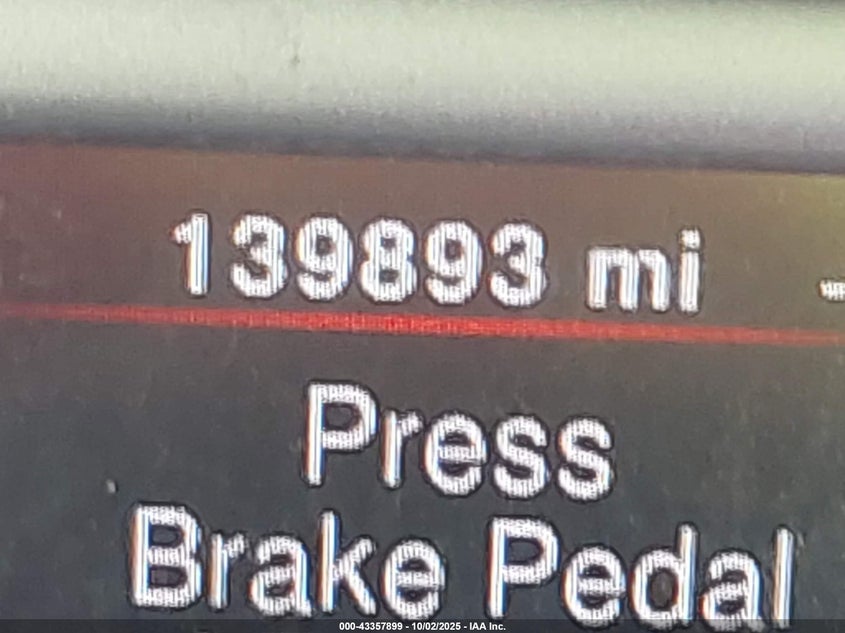 139893 mi
Press
Brake Pedal
000-43357899 - 10/02/2025 - IAA Inc.